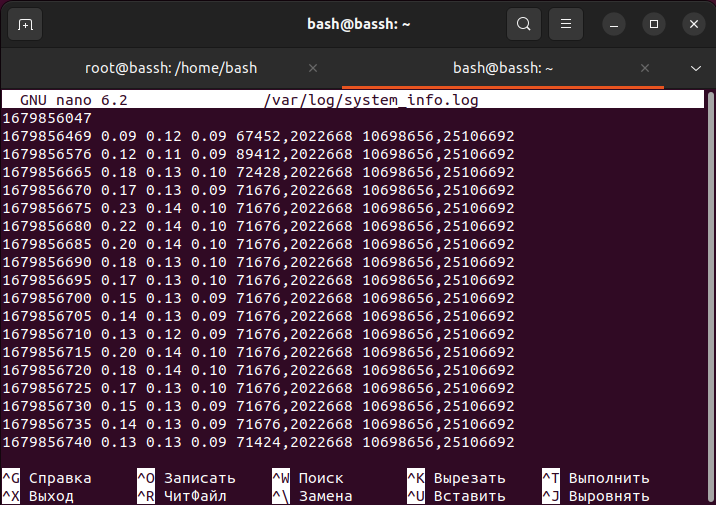 bash@bassh: ~
root@bassh: /home/bash
bash@bassh: ~
GNU nano 6.2 /var/log/system_info.log
1679856047
1679856469 0.09 0.12 0.09 67452,2022668 10698656,25106692
1679856576 0.12 0.11 0.09 89412,2022668 10698656,25106692
1679856665 0.18 0.13 0.10 72428,2022668 10698656,25106692
1679856670 0.17 0.13 0.09 71676,2022668 10698656,25106692
1679856675 0.23 0.14 0.10 71676,2022668 10698656,25106692
1679856680 0.22 0.14 0.10 71676,2022668 10698656,25106692
1679856685 0.20 0.14 0.10 71676,2022668 10698656,25106692
1679856690 0.18 0.13 0.10 71676,2022668 10698656,25106692
1679856695 0.17 0.13 0.10 71676,2022668 10698656,25106692
1679856700 0.15 0.13 0.09 71676,2022668 10698656,25106692
1679856705 0.14 0.13 0.09 71676,2022668 10698656,25106692
1679856710 0.13 0.12 0.09 71676,2022668 10698656,25106692
1679856715 0.20 0.14 0.10 71676,2022668 10698656,25106692
1679856720 0.18 0.14 0.10 71676,2022668 10698656,25106692
1679856725 0.17 0.13 0.10 71676,2022668 10698656,25106692
1679856730 0.15 0.13 0.09 71676,2022668 10698656,25106692
1679856735 0.14 0.13 0.09 71676,2022668 10698656,25106692
1679856740 0.13 0.13 0.09 71424,2022668 10698656,25106692
^G Справка ^O Записать ^W Поиск ^K Вырезать ^T Выполнить
^X Выход ^R ЧитФайл ^\ Замена ^U Вставить ^J Выровнять